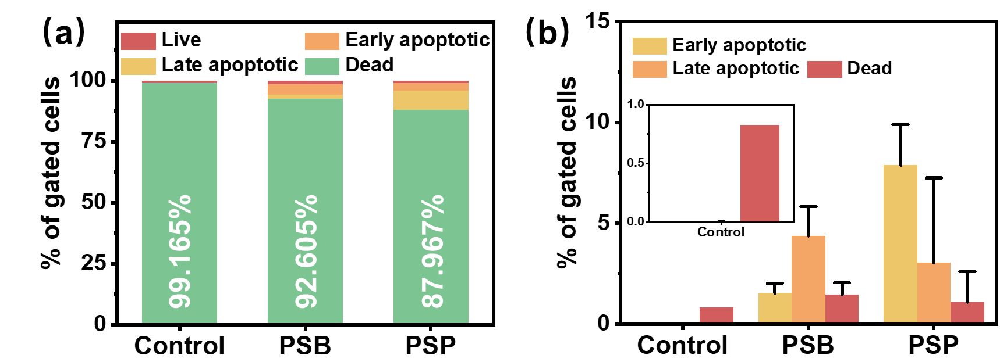 (a)
Live
Early apoptotic
Late apoptotic
Dead
% of gated cells
100
75
50
25
0
99.165%
92.605%
87.967%
Control
PSB
PSP
(b)
Early apoptotic
Late apoptotic
Dead
% of gated cells
15
10
5
0
1.0
0.5
0.0
Control
Control
PSB
PSP